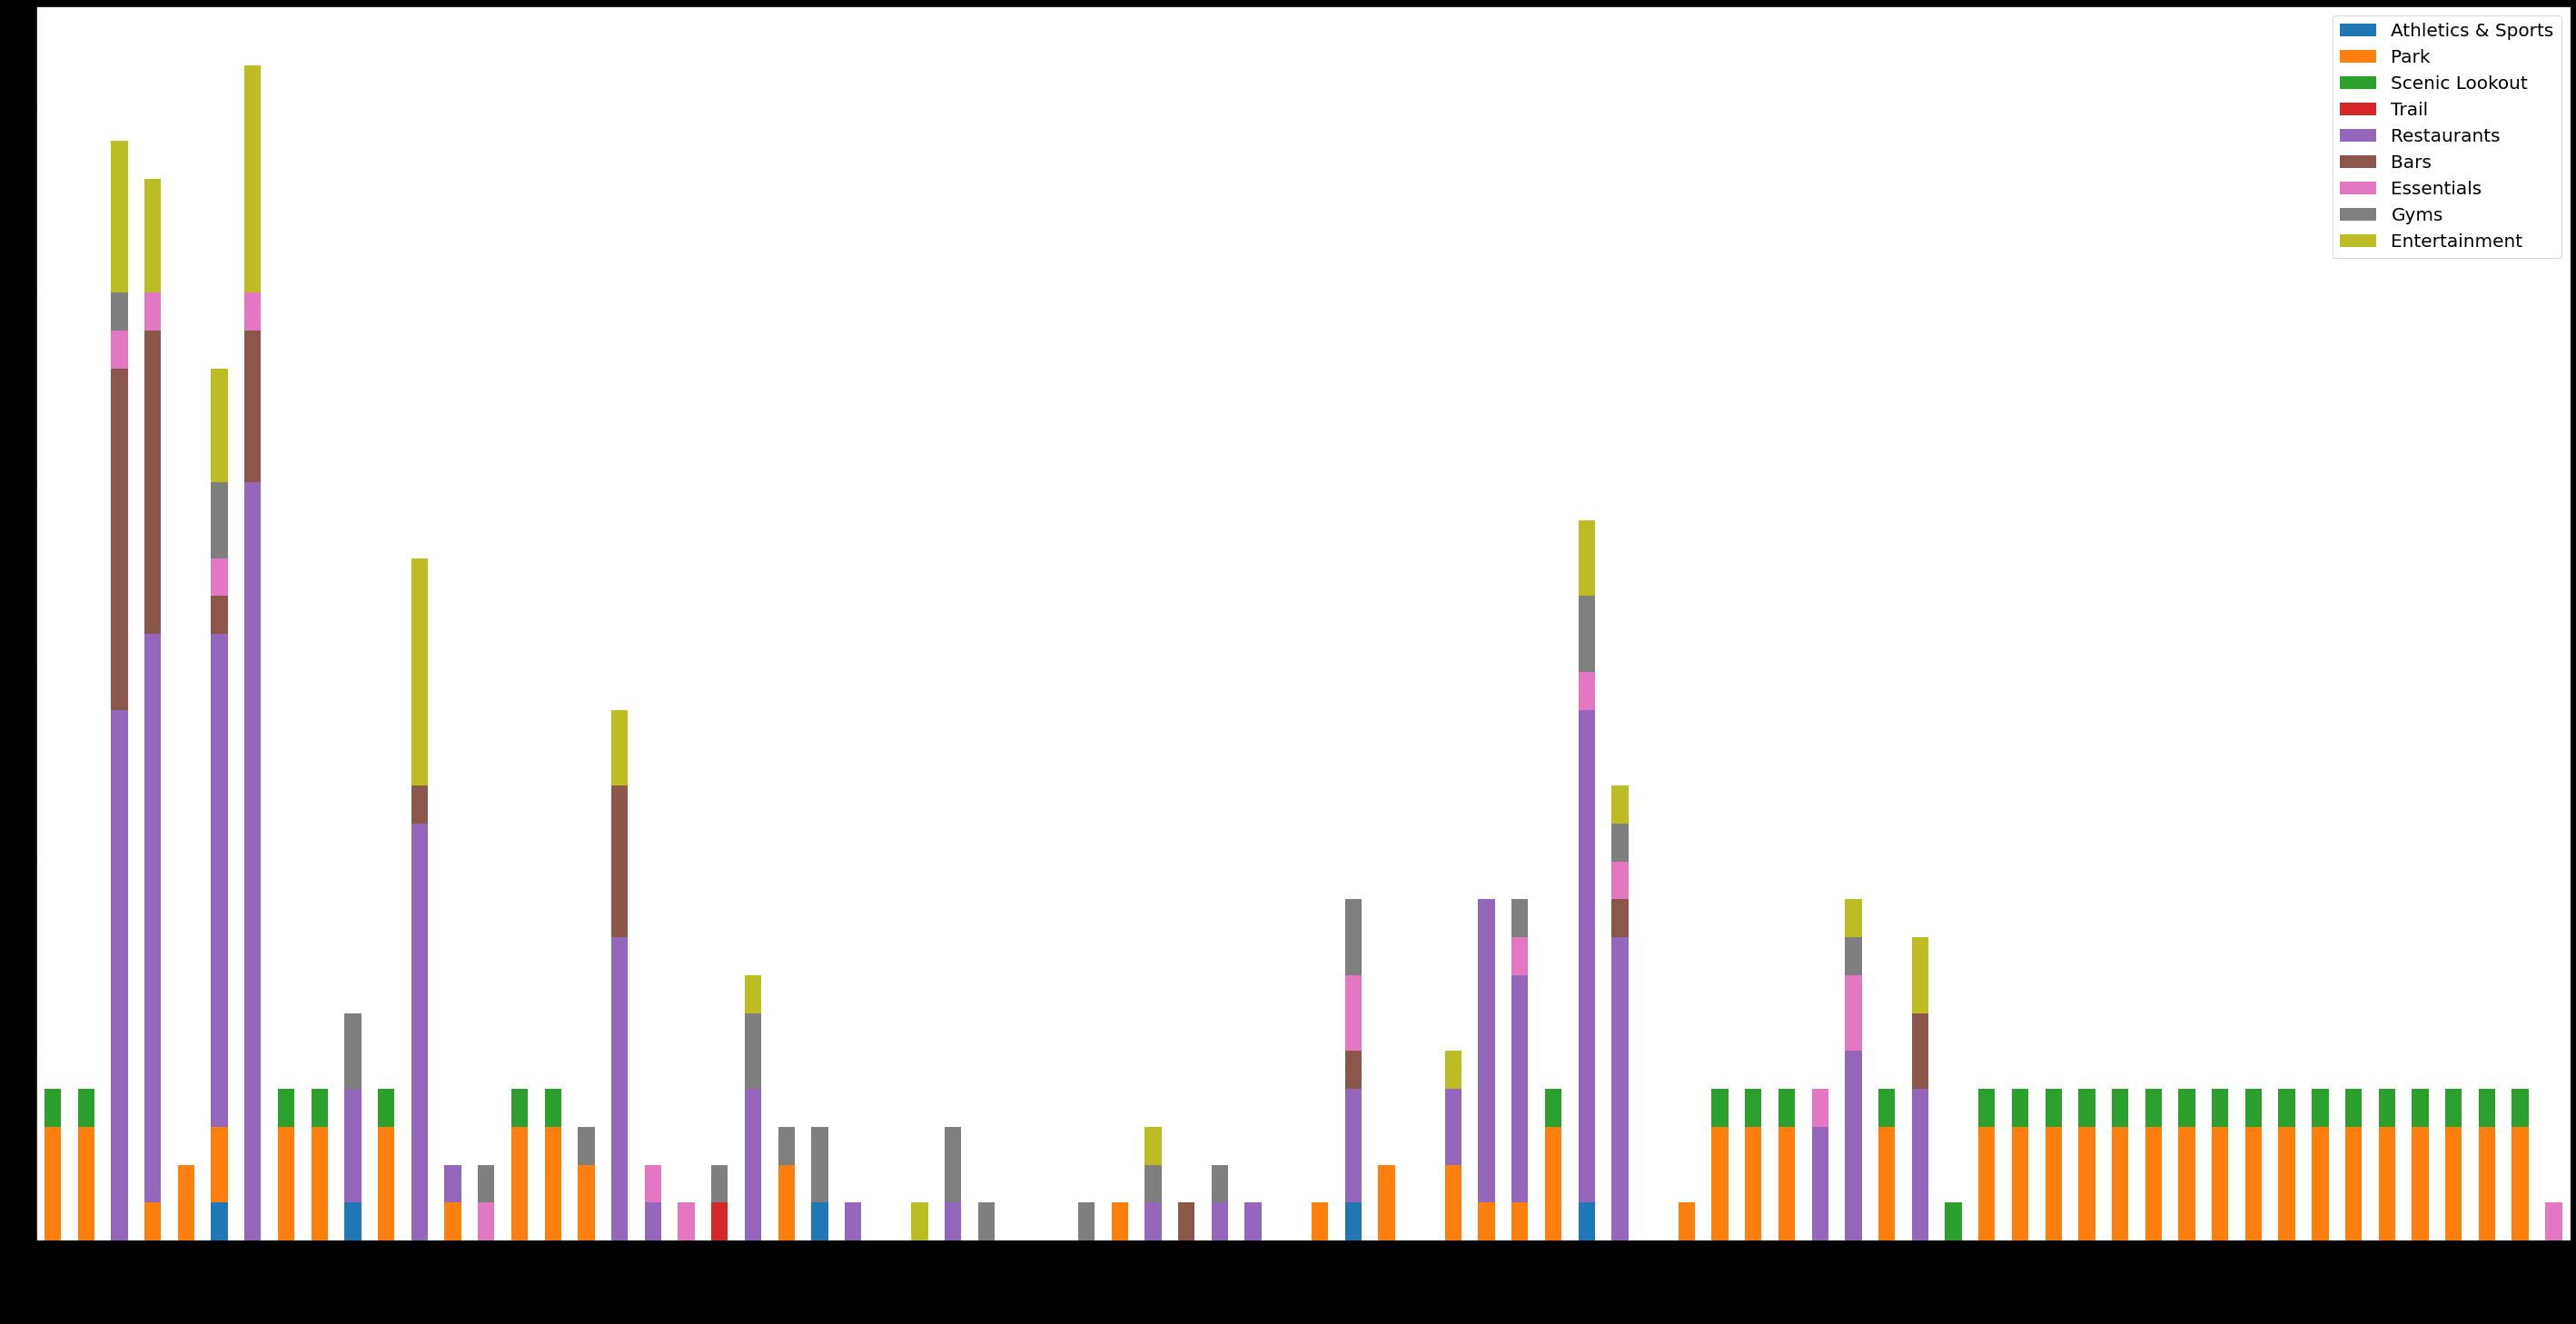 Athletics & Sports
Park
Scenic Lookout
Trail
Restaurants
Bars
Essentials
Gyms
Entertainment